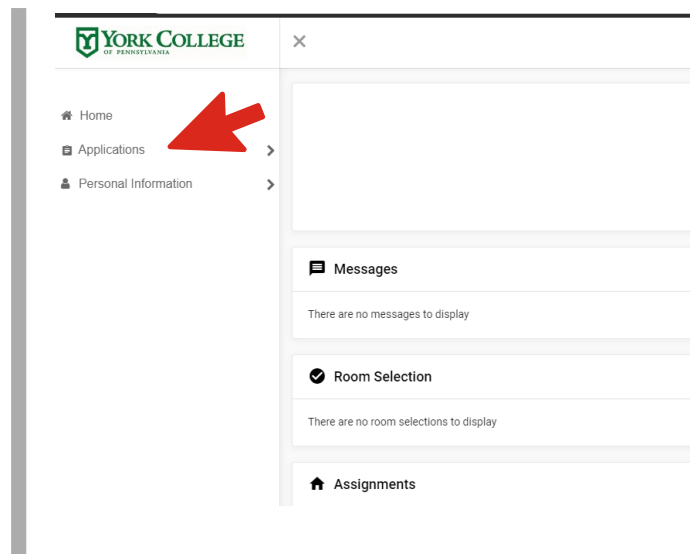 YORK COLLEGE
OF PENNSYLVANIA
Home
Applications
Personal Information
Messages
There are no messages to display
Room Selection
There are no room selections to display
Assignments